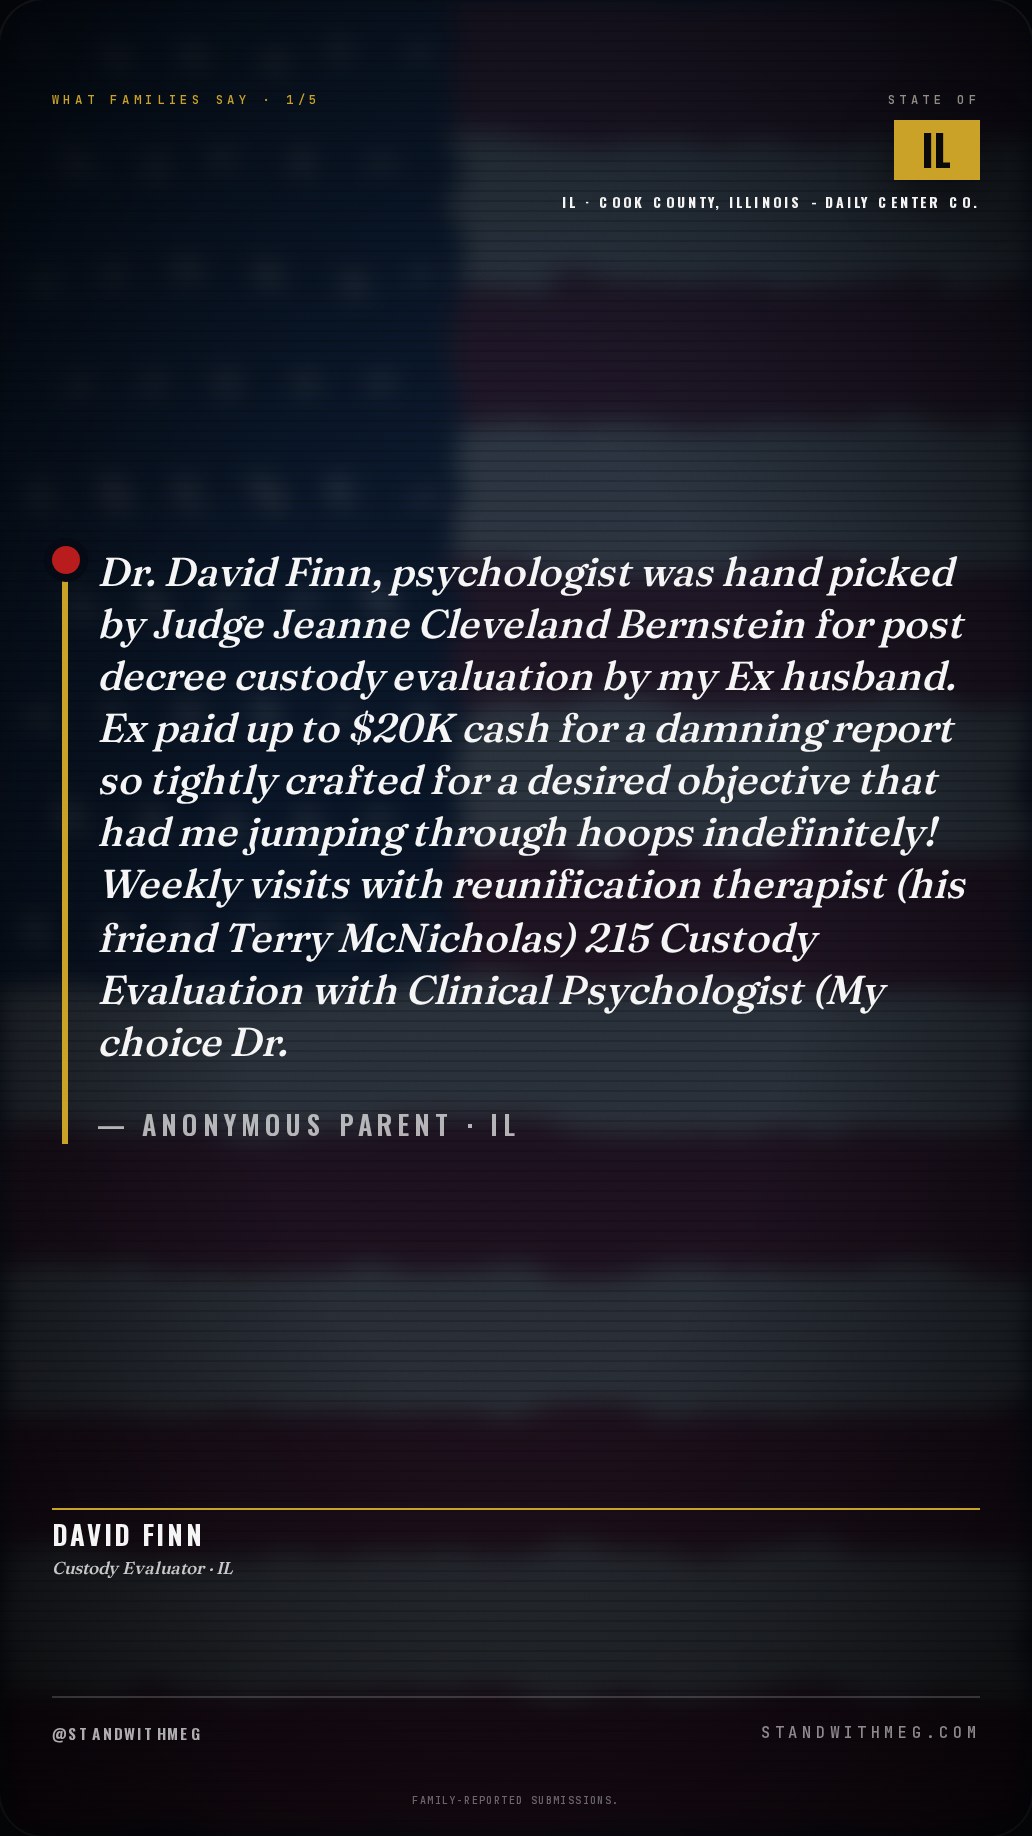 WHAT FAMILIES SAY · 1/5
STATE OF
IL
IL · COOK COUNTY, ILLINOIS - DAILY CENTER CO.
Dr. David Finn, psychologist was hand picked
by Judge Jeanne Cleveland Bernstein for post
decree custody evaluation by my Ex husband.
Ex paid up to $20K cash for a damning report
so tightly crafted for a desired objective that
had me jumping through hoops indefinitely!
Weekly visits with reunification therapist (his
friend Terry McNicholas) 215 Custody
Evaluation with Clinical Psychologist (My
choice Dr.
— ANONYMOUS PARENT · IL
DAVID FINN
Custody Evaluator · IL
@STANDWITHMEG
STANDWITHMEG.COM
FAMILY-REPORTED SUBMISSIONS.